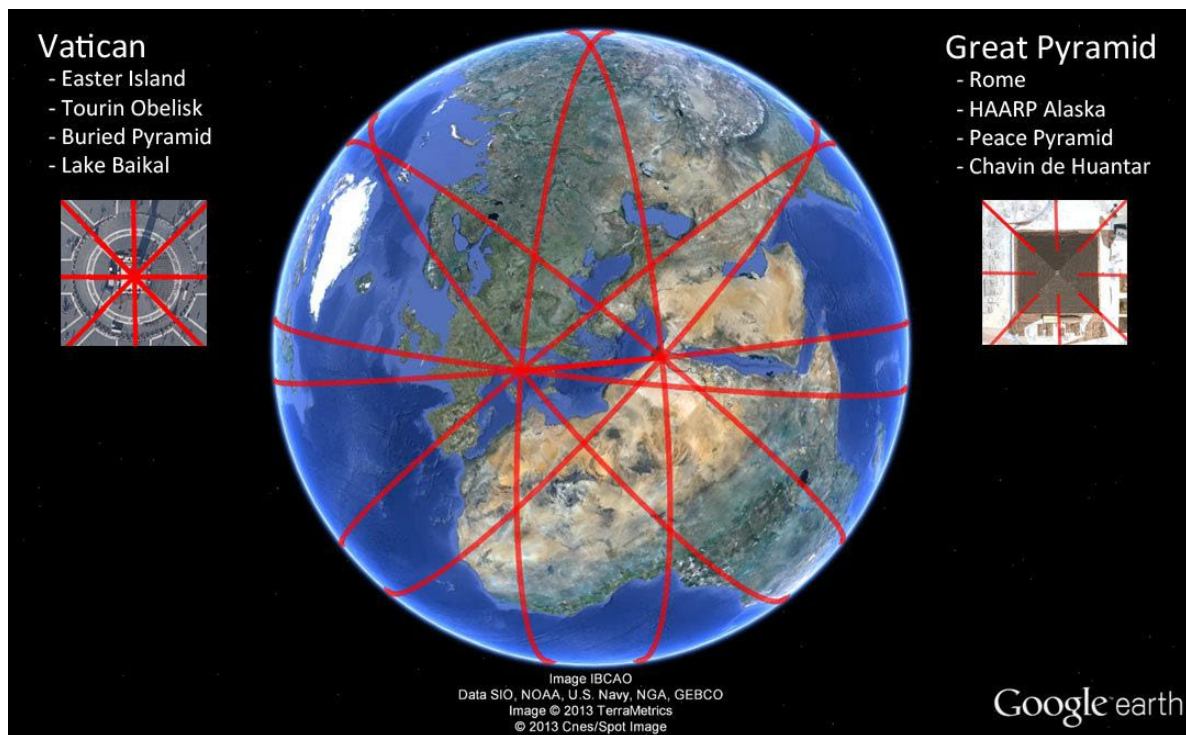 Vatican
- Easter Island
- Tourin Obelisk
- Buried Pyramid
- Lake Baikal
Great Pyramid
- Rome
- HAARP Alaska
- Peace Pyramid
- Chavin de Huantar
Image IBCAO
Data SIO, NOAA, U.S. Navy, NGA, GEBCO
Image © 2013 TerraMetrics
© 2013 Cnes/Spot Image
Google earth